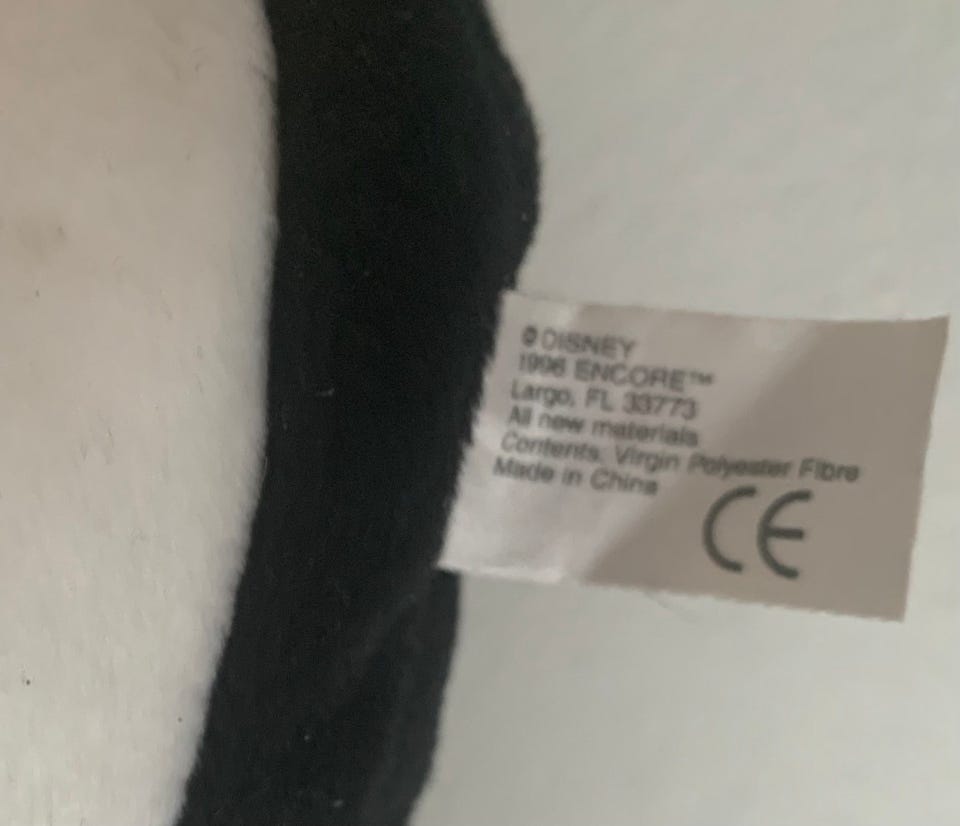 © DISNEY
1996 ENCORE™
Largo, FL 33773
All new materials
Contents. Virgin Polyester Fibre
Made in China
CE